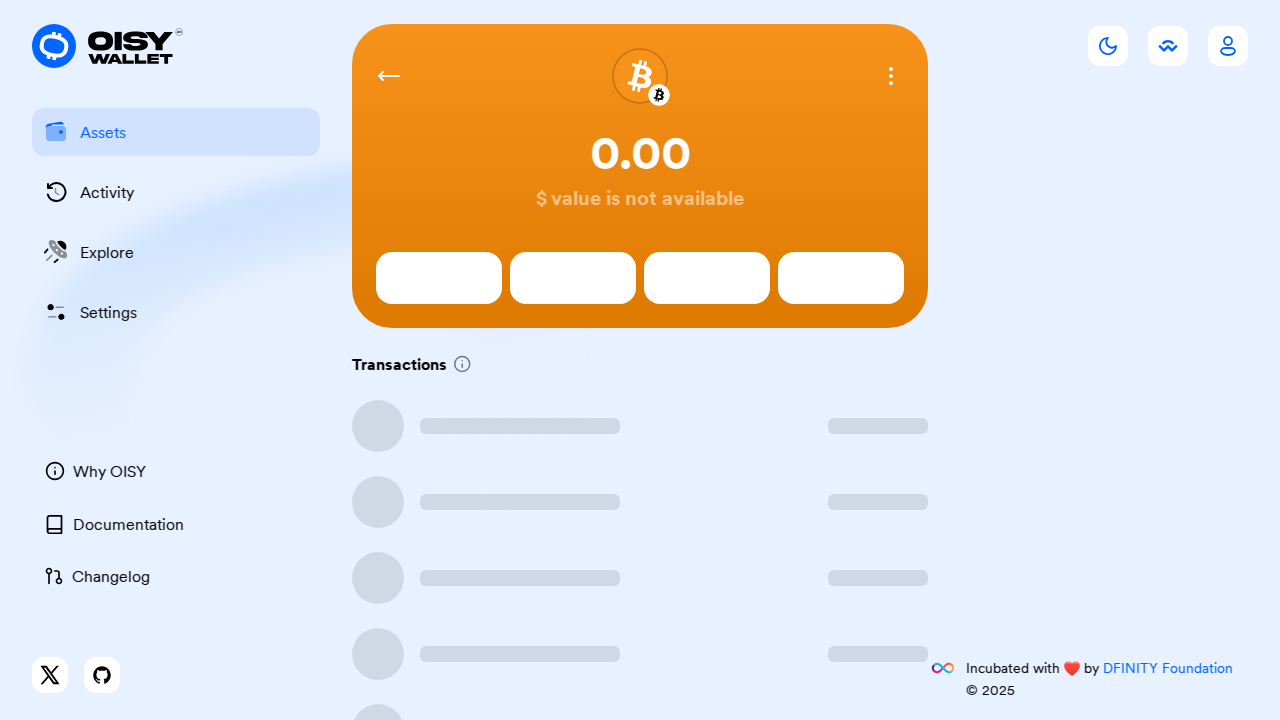 OISY
WALLET
Assets
Activity
Explore
Settings
Why OISY
Documentation
Changelog
0.00
$ value is not available
Transactions
Incubated with ❤️ by DFINITY Foundation
© 2025